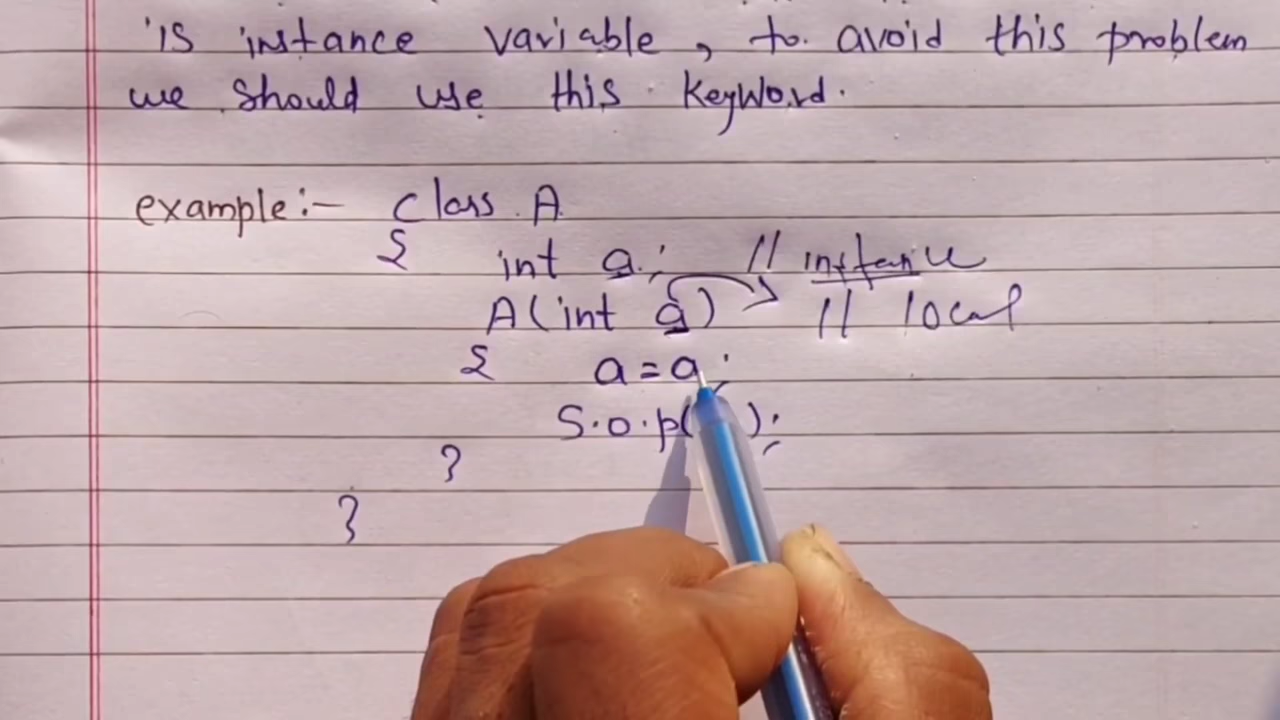 is instance variable, to avoid this problem
we should use this keyword.
example:- class A
{ int a; // instance
A(int a) // local
{ a = a;
S.o.p( );
}
}